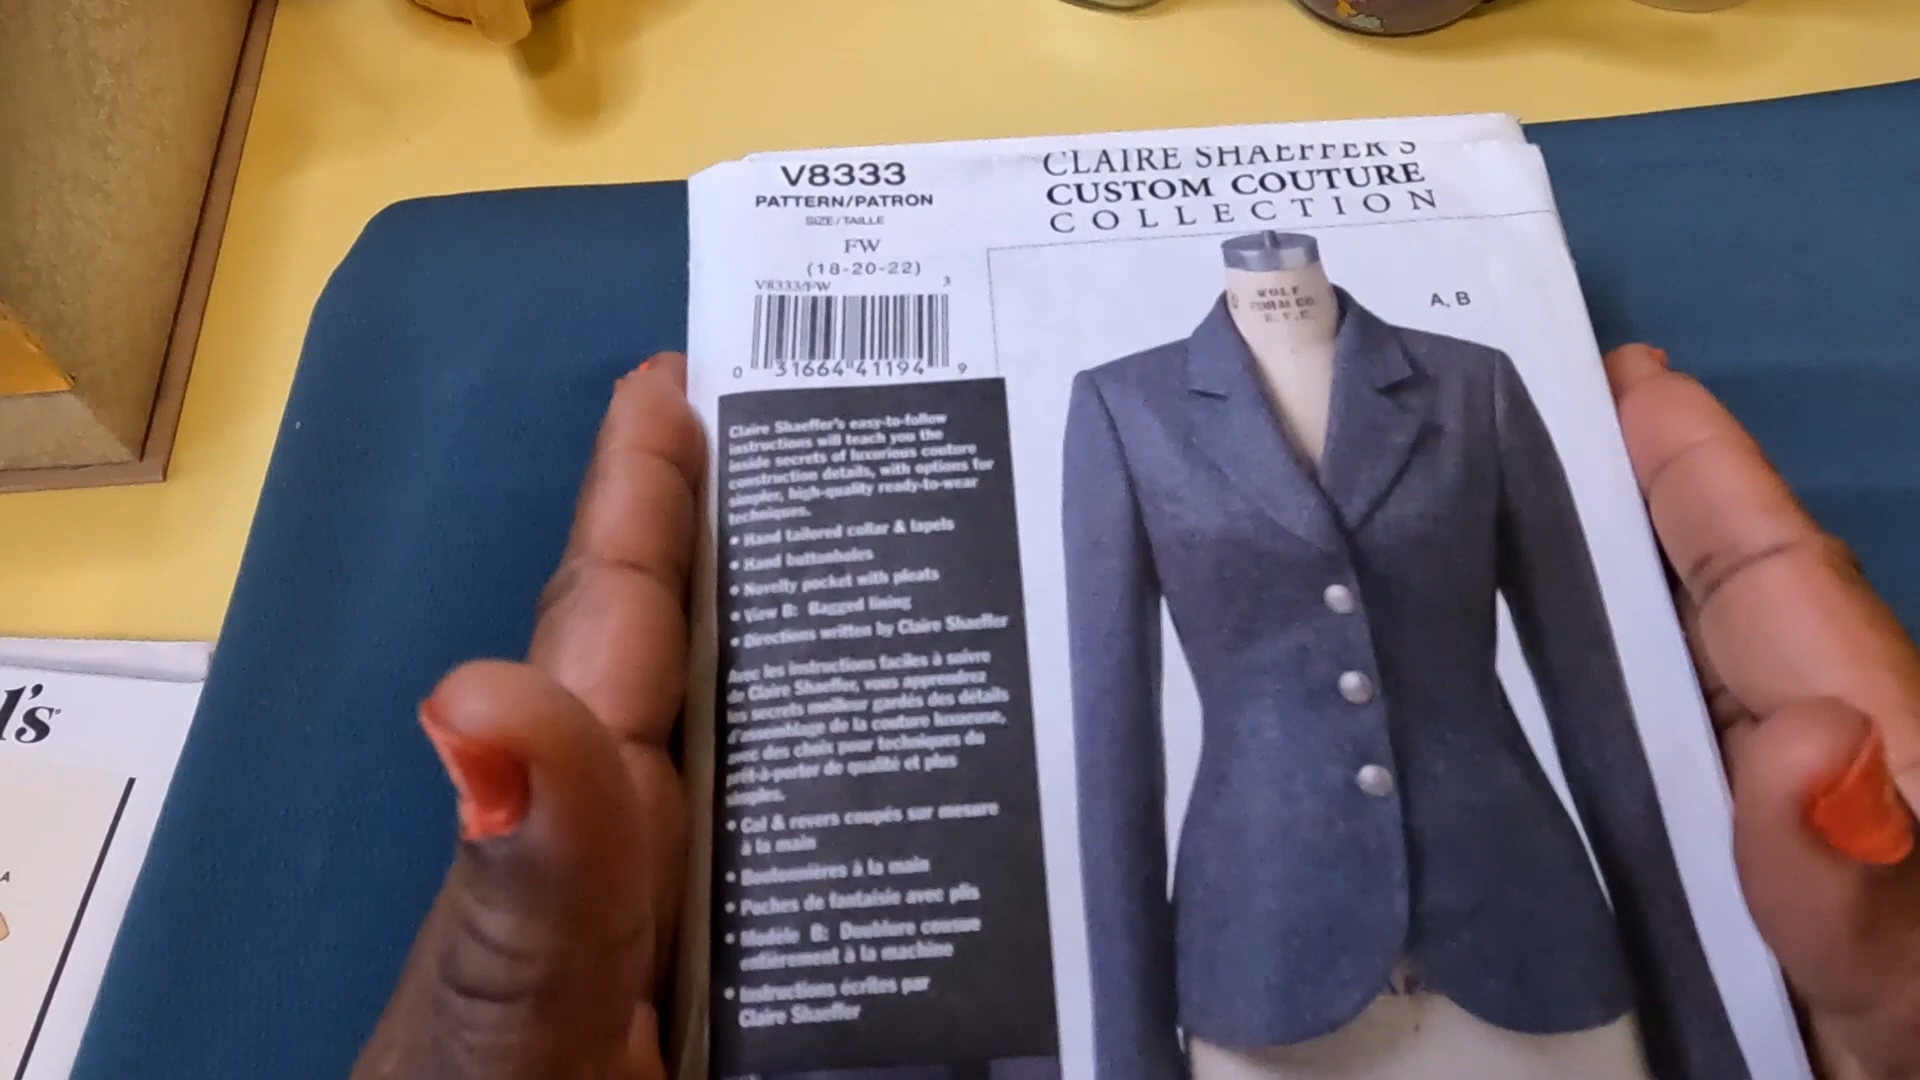 V8333
PATTERN/PATRON
SIZE/TAILLE
FW
(18-20-22)
V8333/FW 3
0 31664 41194 9
CLAIRE SHAEFFER'S
CUSTOM COUTURE
COLLECTION
A, B
WOLF
FORM CO.
N.Y.C.
Claire Shaeffer's easy-to-follow
instructions will teach you the
inside secrets of luxurious couture
construction details, with options for
simpler, high-quality ready-to-wear
techniques.
• Hand tailored collar & lapels
• Hand buttonholes
• Novelty pocket with pleats
• View B: Bagged lining
• Directions written by Claire Shaeffer
Avec les instructions faciles à suivre
de Claire Shaeffer, vous apprendrez
les secrets meilleur gardés des détails
d'assemblage de la couture luxueuse,
avec des choix pour techniques du
prêt-à-porter de qualité et plus
simples.
• Col & revers coupés sur mesure
à la main
• Boutonnières à la main
• Poches de fantaisie avec plis
• Modèle B: Doublure cousue
entièrement à la machine
• Instructions écrites par
Claire Shaeffer
l's
A